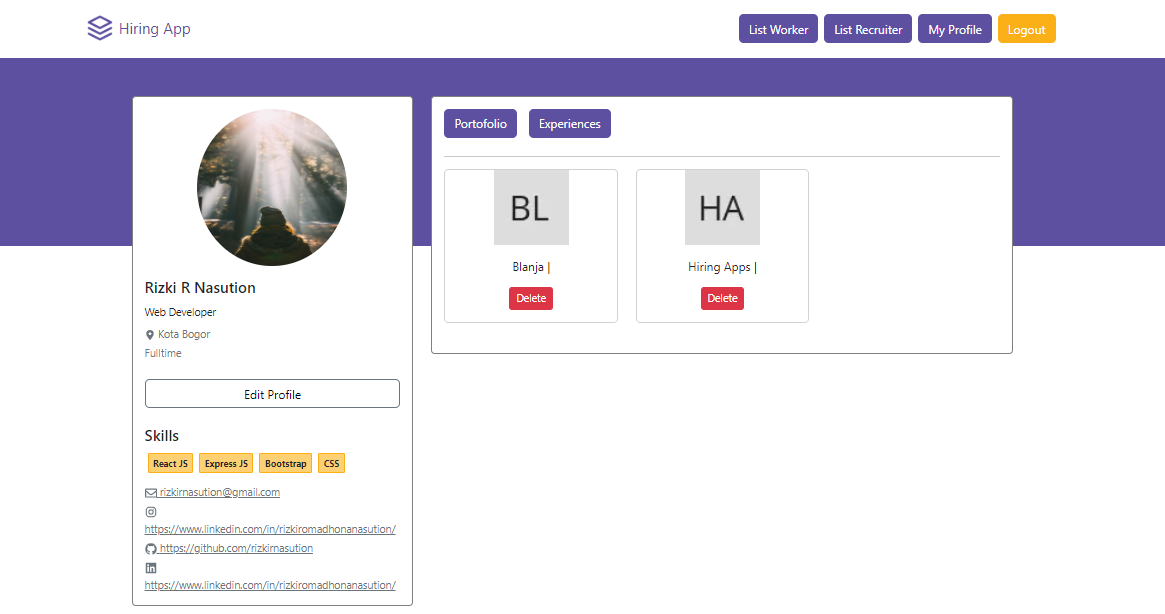 Hiring App
List Worker
List Recruiter
My Profile
Logout
Rizki R Nasution
Web Developer
Kota Bogor
Fulltime
Edit Profile
Skills
React JS
Express JS
Bootstrap
CSS
rizkirnasution@gmail.com
https://www.linkedin.com/in/rizkiromadhonanasution/
https://github.com/rizkirnasution
https://www.linkedin.com/in/rizkiromadhonanasution/
Portofolio
Experiences
BL
Blanja |
Delete
HA
Hiring Apps |
Delete